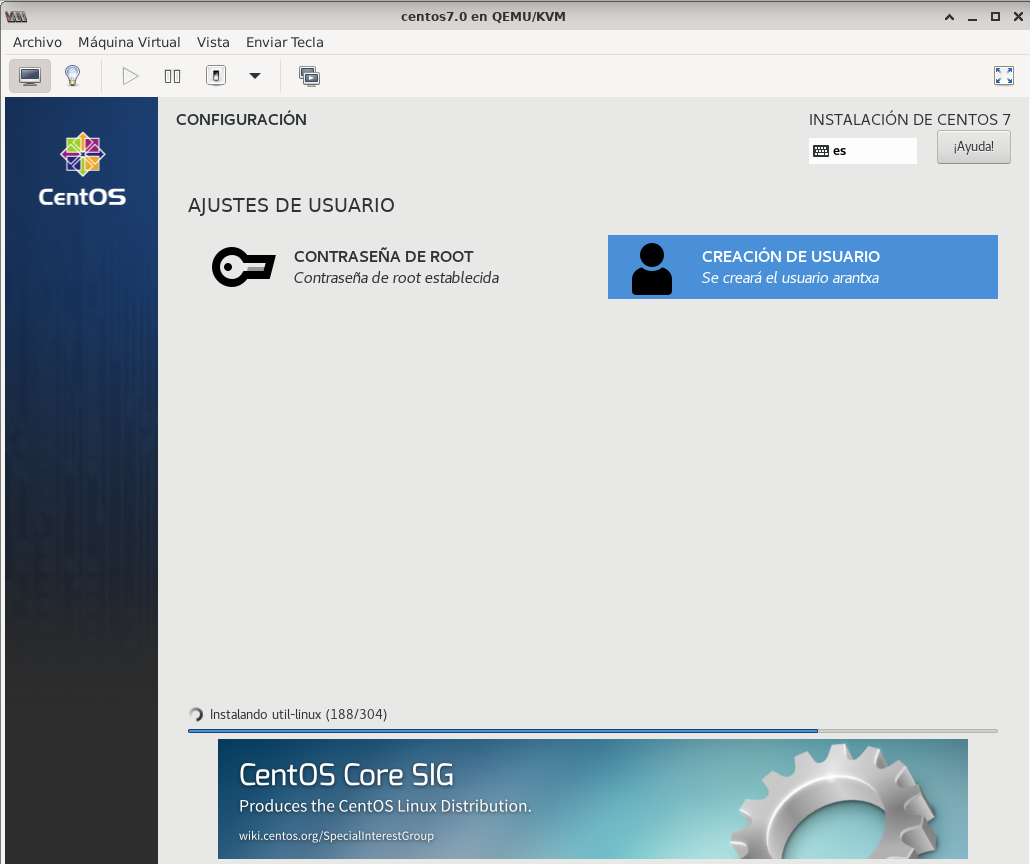 centos7.0 en QEMU/KVM
Archivo Máquina Virtual Vista Enviar Tecla
CentOS
CONFIGURACIÓN
INSTALACIÓN DE CENTOS 7
es
¡Ayuda!
AJUSTES DE USUARIO
CONTRASEÑA DE ROOT
Contraseña de root establecida
CREACIÓN DE USUARIO
Se creará el usuario arantxa
Instalando util-linux (188/304)
CentOS Core SIG
Produces the CentOS Linux Distribution.
wiki.centos.org/SpecialInterestGroup